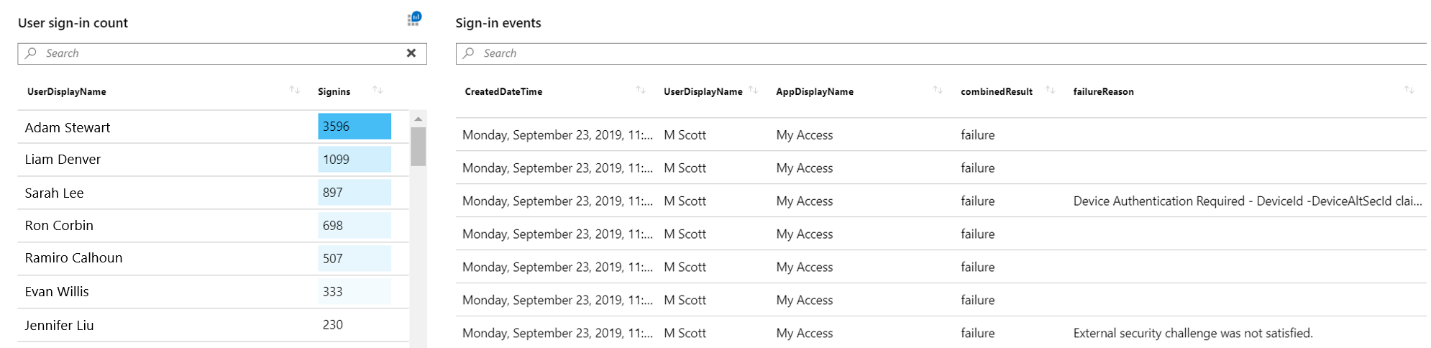 User sign-in count
Search
UserDisplayName Signins
Adam Stewart 3596
Liam Denver 1099
Sarah Lee 897
Ron Corbin 698
Ramiro Calhoun 507
Evan Willis 333
Jennifer Liu 230
Sign-in events
Search
CreatedDateTime UserDisplayName AppDisplayName combinedResult failureReason
Monday, September 23, 2019, 11:... M Scott My Access failure
Monday, September 23, 2019, 11:... M Scott My Access failure
Monday, September 23, 2019, 11:... M Scott My Access failure Device Authentication Required - DeviceId -DeviceAltSecId clai...
Monday, September 23, 2019, 11:... M Scott My Access failure
Monday, September 23, 2019, 11:... M Scott My Access failure
Monday, September 23, 2019, 11:... M Scott My Access failure
Monday, September 23, 2019, 11:... M Scott My Access failure External security challenge was not satisfied.